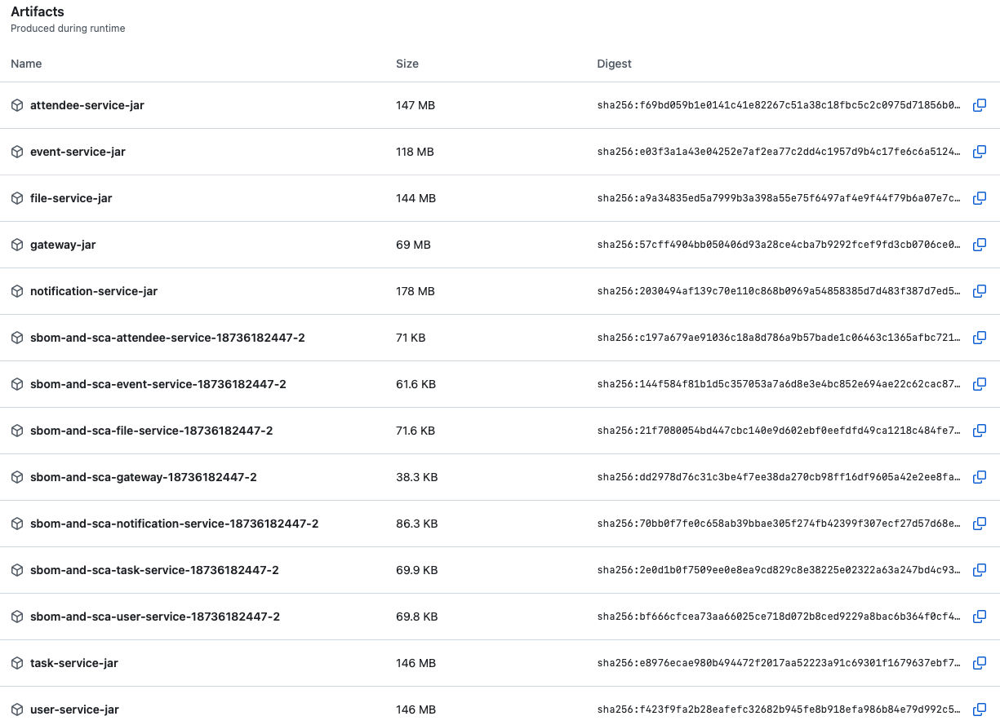 Artifacts
Produced during runtime
Name Size Digest
attendee-service-jar 147 MB sha256:f69bd059b1e0141c41e82267c51a38c18fbc5c2c0975d71856b0…
event-service-jar 118 MB sha256:e03f3a1a43e04252e7af2ea77c2dd4c1957d9b4c17fe6c6a5124…
file-service-jar 144 MB sha256:a9a34835ed5a7999b3a398a55e75f6497af4e9f44f79b6a07e7c…
gateway-jar 69 MB sha256:57cff4904bb050406d93a28ce4cba7b9292fcef9fd3cb0706ce0…
notification-service-jar 178 MB sha256:2030494af139c70e110c868b0969a54858385d7d483f387d7ed5…
sbom-and-sca-attendee-service-18736182447-2 71 KB sha256:c197a679ae91036c18a8d786a9b57bade1c06463c1365afbc721…
sbom-and-sca-event-service-18736182447-2 61.6 KB sha256:144f584f81b1d5c357053a7a6d8e3e4bc852e694ae22c62cac87…
sbom-and-sca-file-service-18736182447-2 71.6 KB sha256:21f7080054bd447cbc140e9d602ebf0eefdfd49ca1218c484fe7…
sbom-and-sca-gateway-18736182447-2 38.3 KB sha256:dd2978d76c31c3be4f7ee38da270cb98ff16df9605a42e2ee8fa…
sbom-and-sca-notification-service-18736182447-2 86.3 KB sha256:70bb0f7fe0c658ab39bbae305f274fb42399f307ecf27d57d68e…
sbom-and-sca-task-service-18736182447-2 69.9 KB sha256:2e0d1b0f7509ee0e8ea9cd829c8e38225e02322a63a247bd4c93…
sbom-and-sca-user-service-18736182447-2 69.8 KB sha256:bf666cfcea73aa66025ce718d072b8ced9229a8bac6b364f0cf4…
task-service-jar 146 MB sha256:e8976ecae980b494472f2017aa52223a91c69301f1679637ebf7…
user-service-jar 146 MB sha256:f423f9fa2b28eafefc32682b945fe8b918efa986b84e79d992c5…